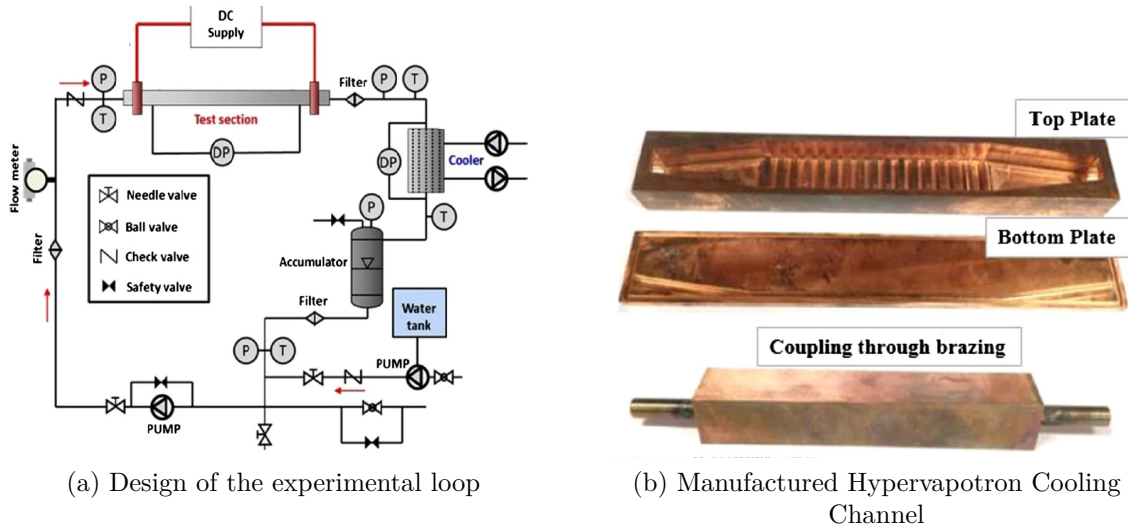 DC
Supply
P
T
Filter
P
T
Test section
DP
DP
Cooler
Flow meter
Needle valve
Ball valve
Check valve
Safety valve
P
T
Accumulator
Filter
Filter
Water
tank
P
T
PUMP
PUMP
Top Plate
Bottom Plate
Coupling through brazing
(a) Design of the experimental loop
(b) Manufactured Hypervapotron Cooling
Channel